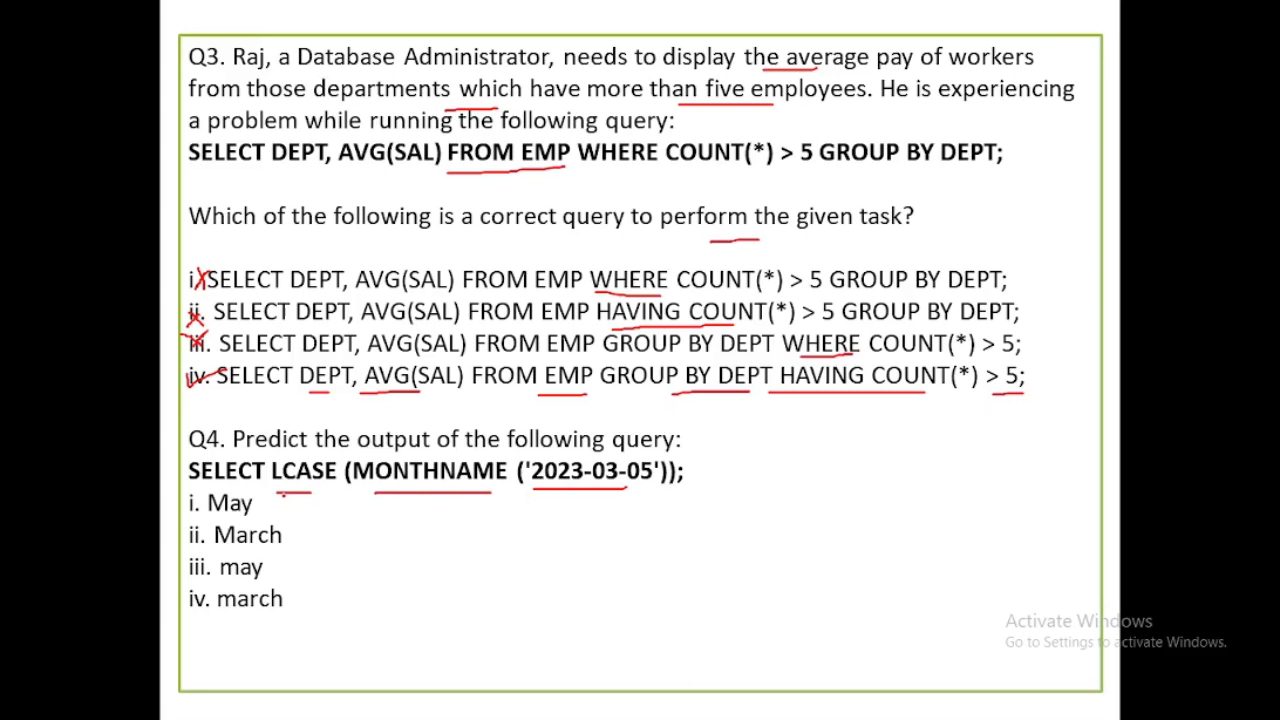 Q3. Raj, a Database Administrator, needs to display the average pay of workers
from those departments which have more than five employees. He is experiencing
a problem while running the following query:
SELECT DEPT, AVG(SAL) FROM EMP WHERE COUNT(*) > 5 GROUP BY DEPT;
Which of the following is a correct query to perform the given task?
i. SELECT DEPT, AVG(SAL) FROM EMP WHERE COUNT(*) > 5 GROUP BY DEPT;
ii. SELECT DEPT, AVG(SAL) FROM EMP HAVING COUNT(*) > 5 GROUP BY DEPT;
iii. SELECT DEPT, AVG(SAL) FROM EMP GROUP BY DEPT WHERE COUNT(*) > 5;
iv. SELECT DEPT, AVG(SAL) FROM EMP GROUP BY DEPT HAVING COUNT(*) > 5;
Q4. Predict the output of the following query:
SELECT LCASE (MONTHNAME ('2023-03-05'));
i. May
ii. March
iii. may
iv. march
Activate Windows
Go to Settings to activate Windows.